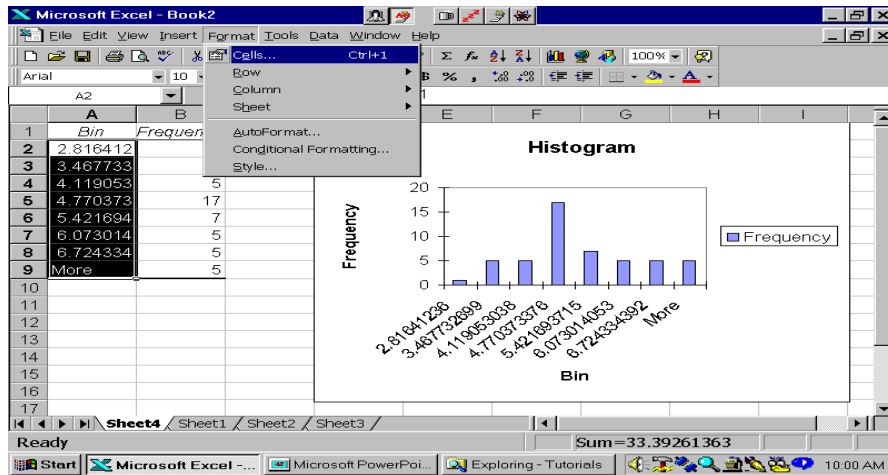 Microsoft Excel - Book2
File Edit View Insert Format Tools Data Window Help
100%
Arial 10
A2
Cells... Ctrl+1
Row
Column
Sheet
AutoFormat...
Conditional Formatting...
Style...
A B E F G H I
1 Bin Frequen
2 2.816412
3 3.467733
4 4.119053 5
5 4.770373 17
6 5.421694 7
7 6.073014 5
8 6.724334 5
9 More 5
10
11
12
13
14
15
16
17
Histogram
Frequency
20
15
10
5
0
2.81641236
3.467732699
4.119053038
4.770373376
5.421693715
6.073014053
6.724334392
More
Bin
Frequency
Sheet4 Sheet1 Sheet2 Sheet3
Ready Sum=33.39261363
Start Microsoft Excel -... Microsoft PowerPoi... Exploring - Tutorials 10:00 AM